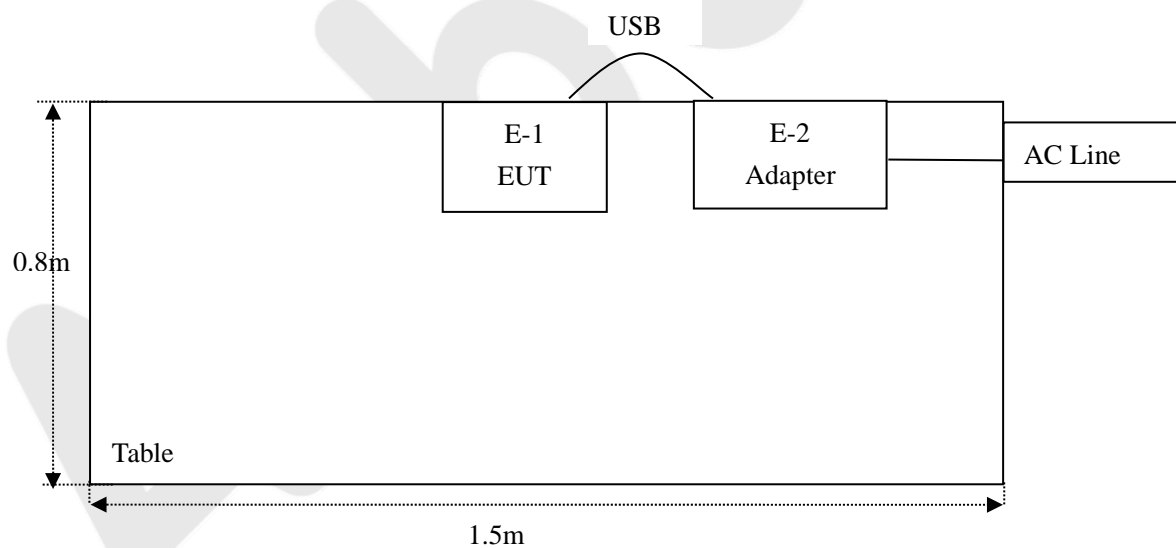 USB
E-1
EUT
E-2
Adapter
AC Line
0.8m
Table
1.5m